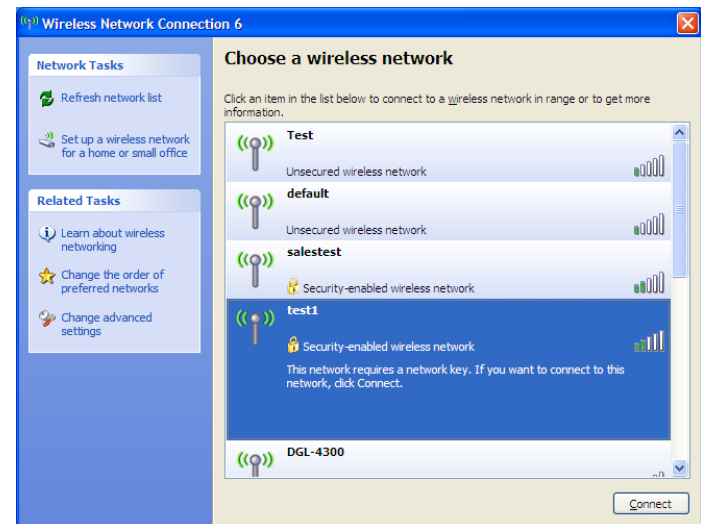 Wireless Network Connection 6
Network Tasks
Refresh network list
Set up a wireless network
for a home or small office
Related Tasks
Learn about wireless
networking
Change the order of
preferred networks
Change advanced
settings
Choose a wireless network
Click an item in the list below to connect to a wireless network in range or to get more
information.
Test
Unsecured wireless network
default
Unsecured wireless network
salestest
Security-enabled wireless network
test1
Security-enabled wireless network
This network requires a network key. If you want to connect to this
network, click Connect.
DGL-4300
Connect